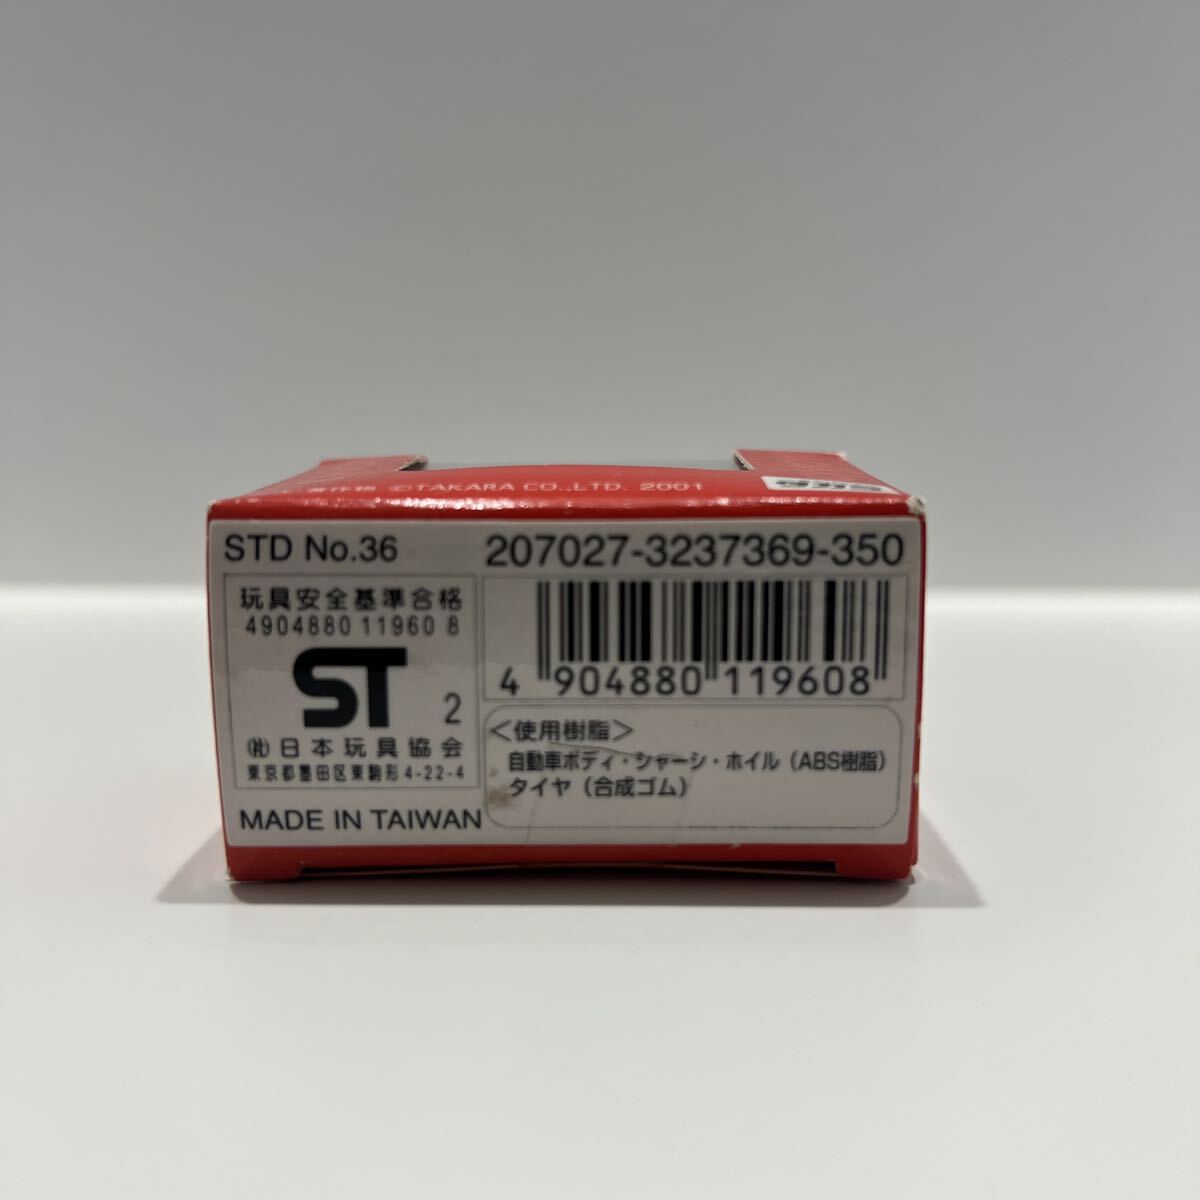 ©TAKARA CO.,LTD. 2001
STD No.36
207027-3237369-350
玩具安全基準合格
4904880 11960 8
ST 2
㈳日本玩具協会
東京都墨田区東駒形4-22-4
MADE IN TAIWAN
4 904880 119608
<使用樹脂>
自動車ボディ・シャーシ・ホイル（ABS樹脂）
タイヤ（合成ゴム）